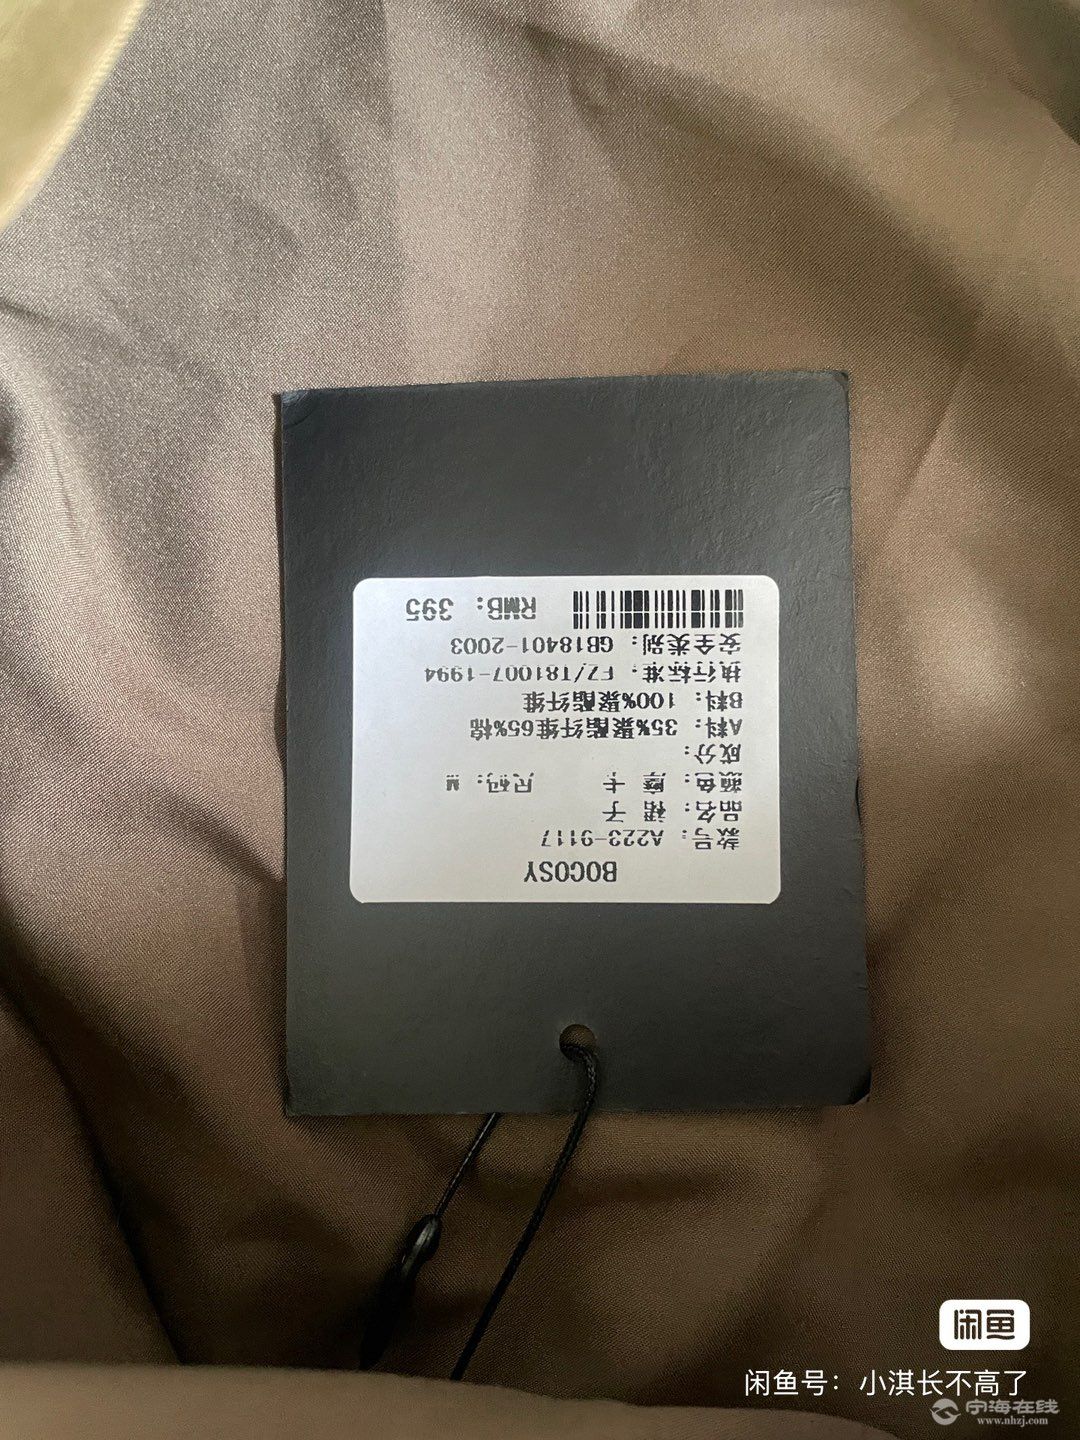 BOCOSY
款号: A223-9117
品名: 裙 子
颜色: 摩 卡 尺码: M
成分:
A料: 35%聚酯纤维65%棉
B料: 100%聚酯纤维
执行标准: FZ/T81007-1994
安全类别: GB18401-2003
RMB: 395
闲鱼
闲鱼号：小淇长不高了
宁海在线
www.nhzj.com